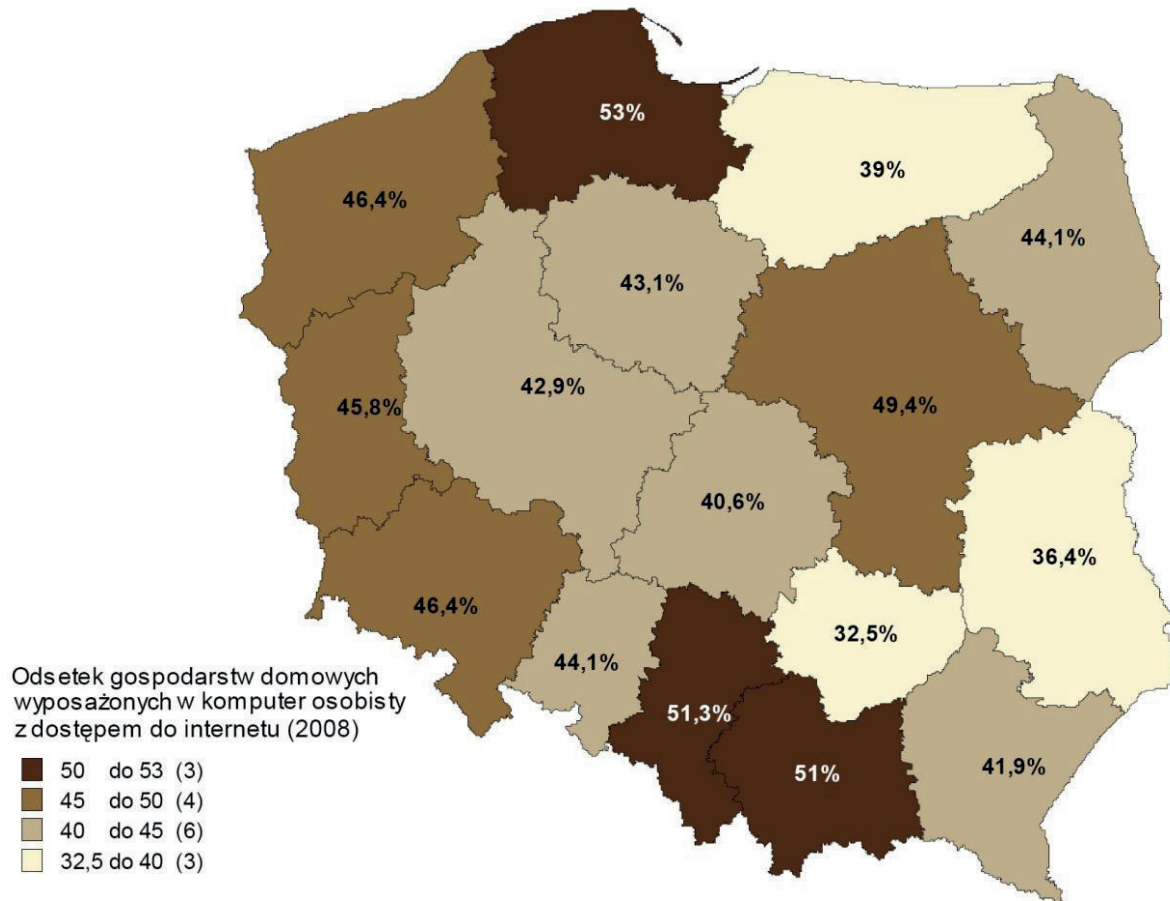 53%
39%
46,4%
44,1%
43,1%
42,9%
45,8%
49,4%
40,6%
36,4%
46,4%
32,5%
44,1%
51,3%
51%
41,9%
Odsetek gospodarstw domowych
wyposażonych w komputer osobisty
z dostępem do internetu (2008)
50 do 53 (3)
45 do 50 (4)
40 do 45 (6)
32,5 do 40 (3)